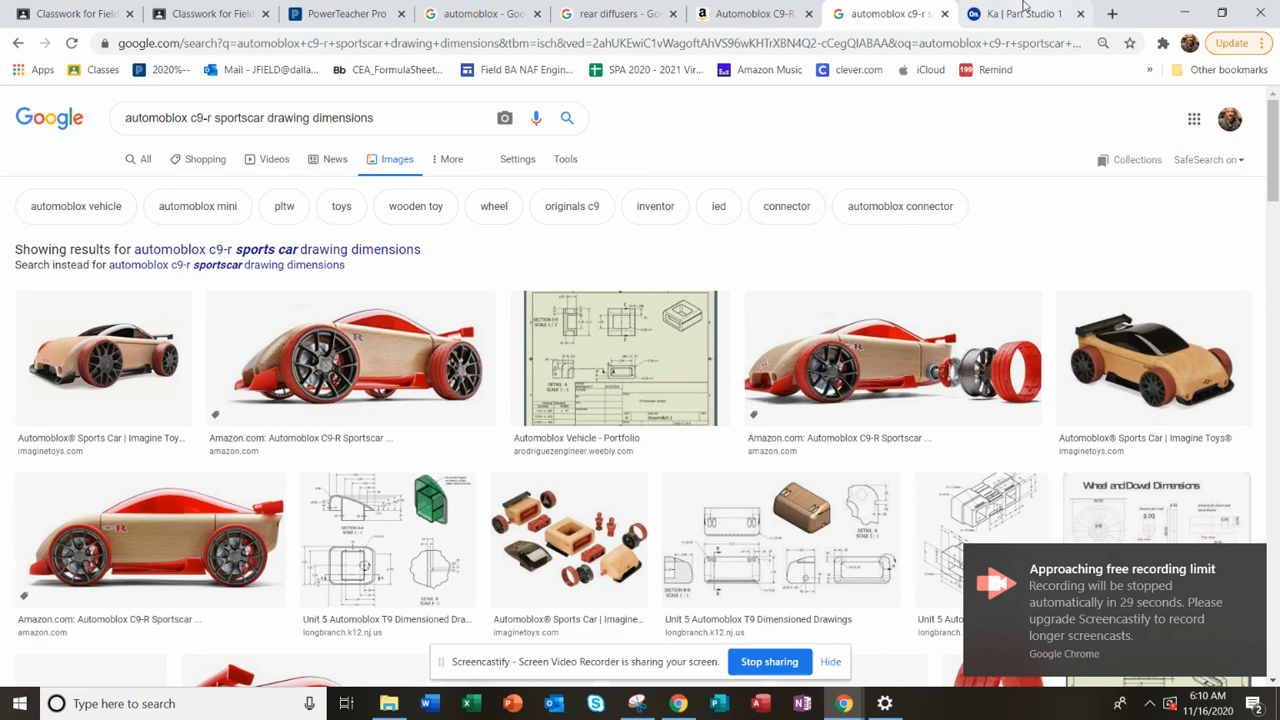 Classwork for Field
Classwork for Field
PowerTeacher Pro
automoblox - Goo
rear diffusers - Go
Automoblox C9-R
automoblox c9-r s
Ka | Part Studio 1
google.com/search?q=automoblox+c9-r+sportscar+drawing+dimensions&tbm=isch&ved=2ahUKEwiC1vWagoftAhVS96wKHTrXBN4Q2-cCegQIABAA&oq=automoblox+c9-r+sportscar+...
Update
Apps
Classes
2020%--
Mail - JFIELD@dalla...
Bb CEA_FormulaSheet...
Field BA NAF Engin...
SPA 2020 - 2021 Vir...
Amazon Music
clever.com
iCloud
199 Remind
»
Other bookmarks
Google
automoblox c9-r sportscar drawing dimensions
All
Shopping
Videos
News
Images
More
Settings
Tools
Collections
SafeSearch on
automoblox vehicle
automoblox mini
pltw
toys
wooden toy
wheel
originals c9
inventor
ied
connector
automoblox connector
Showing results for automoblox c9-r sports car drawing dimensions
Search instead for automoblox c9-r sportscar drawing dimensions
Automoblox® Sports Car | Imagine Toy...
imaginetoys.com
Amazon.com: Automoblox C9-R Sportscar ...
amazon.com
Automoblox Vehicle - Portfolio
arodriguezengineer.weebly.com
Amazon.com: Automoblox C9-R Sportscar ...
amazon.com
Automoblox® Sports Car | Imagine Toys®
imaginetoys.com
Wheel and Dowel Dimensions
Amazon.com: Automoblox C9-R Sportscar ...
amazon.com
Unit 5 Automoblox T9 Dimensioned Dra...
longbranch.k12.nj.us
Automoblox® Sports Car | Imagine...
imaginetoys.com
Unit 5 Automoblox T9 Dimensioned Drawings
longbranch.k12.nj.us
Unit 5
longbranch
Approaching free recording limit
Recording will be stopped
automatically in 29 seconds. Please
upgrade Screencastify to record
longer screencasts.
Google Chrome
Screencastify - Screen Video Recorder is sharing your screen.
Stop sharing
Hide
Type here to search
6:10 AM
11/16/2020
2